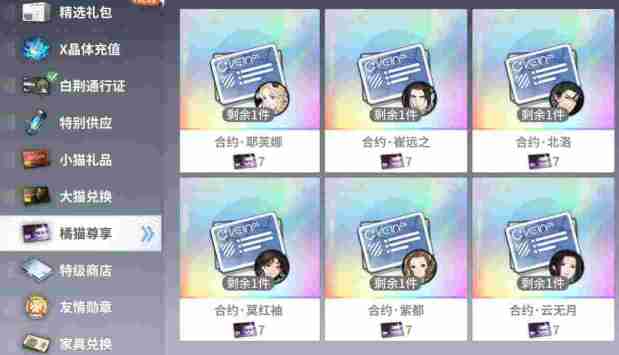 精选礼包
X晶体充值
白荆通行证
特别供应
小猫礼品
大猫兑换
橘猫尊享
特级商店
友情勋章
家具兑换
剩余1件
合约·耶芙娜
7
剩余1件
合约·崔远之
7
剩余1件
合约·北洛
7
剩余1件
合约·莫红袖
7
剩余1件
合约·紫都
7
剩余1件
合约·云无月
7